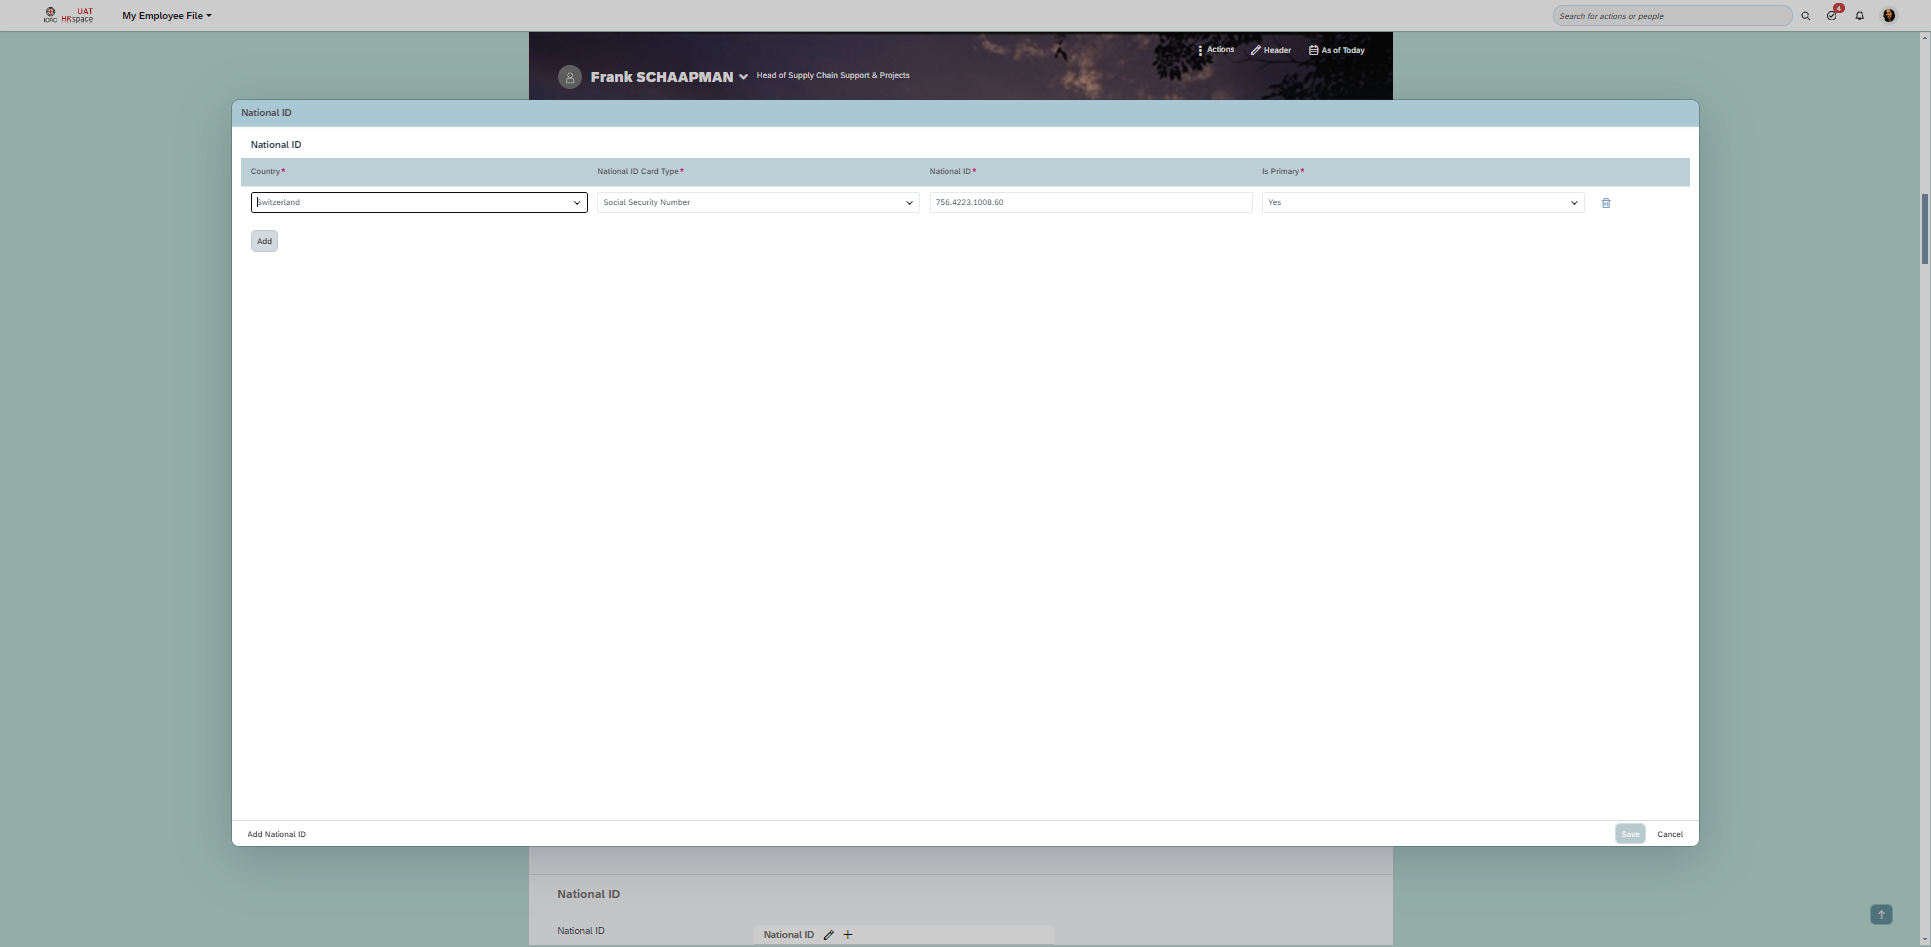 UAT
ICRC HRspace
My Employee File
Search for actions or people
4
Actions
Header
As of Today
Frank SCHAAPMAN
Head of Supply Chain Support & Projects
National ID
National ID
Country*
National ID Card Type*
National ID*
Is Primary*
Switzerland
Social Security Number
756.4223.1008.60
Yes
Add
Add National ID
Save
Cancel
National ID
National ID
National ID